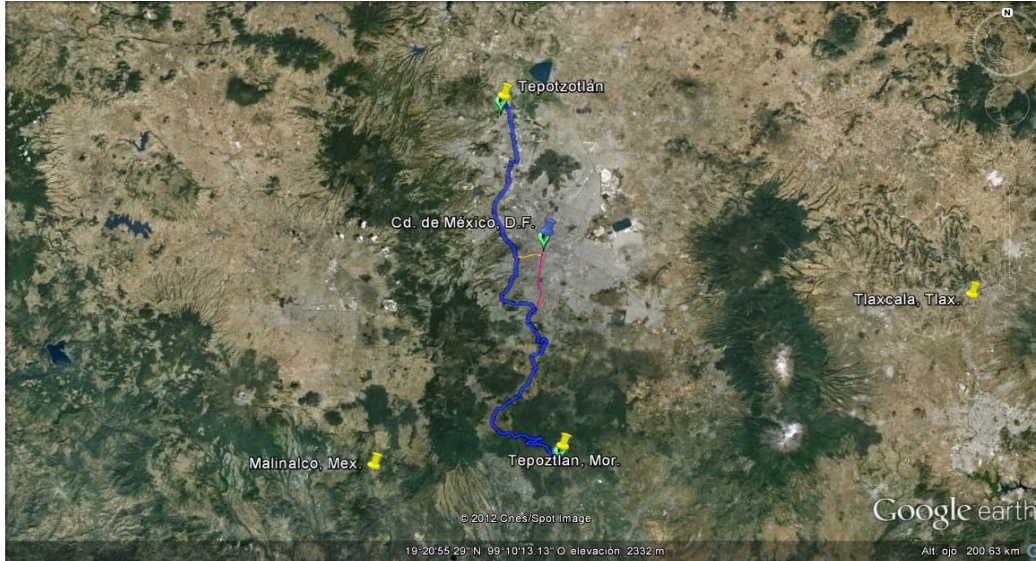 N
Tepotzotlán
Cd. de México, D.F.
Tlaxcala, Tlax.
Malinalco, Mex.
Tepoztlán, Mor.
© 2012 Cnes/Spot Image
Google earth
19°20'55.29" N 99°10'13.13" O elevación 2332 m
Alt. ojo 200.63 km